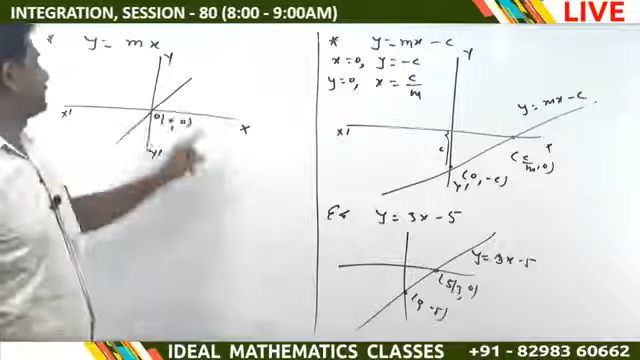 INTEGRATION, SESSION - 80 (8:00 - 9:00AM)
LIVE
* y = mx
Y
X'
X
Y'
* y = mx - c
x=0, y = -c
y=0, x = c/m
Y
y = mx - c
X'
c
(c/m, 0)
(0, -c)
Y'
Ex y = 3x - 5
y = 3x - 5
(5/3, 0)
(0, -5)
IDEAL MATHEMATICS CLASSES
+91 - 82983 60662